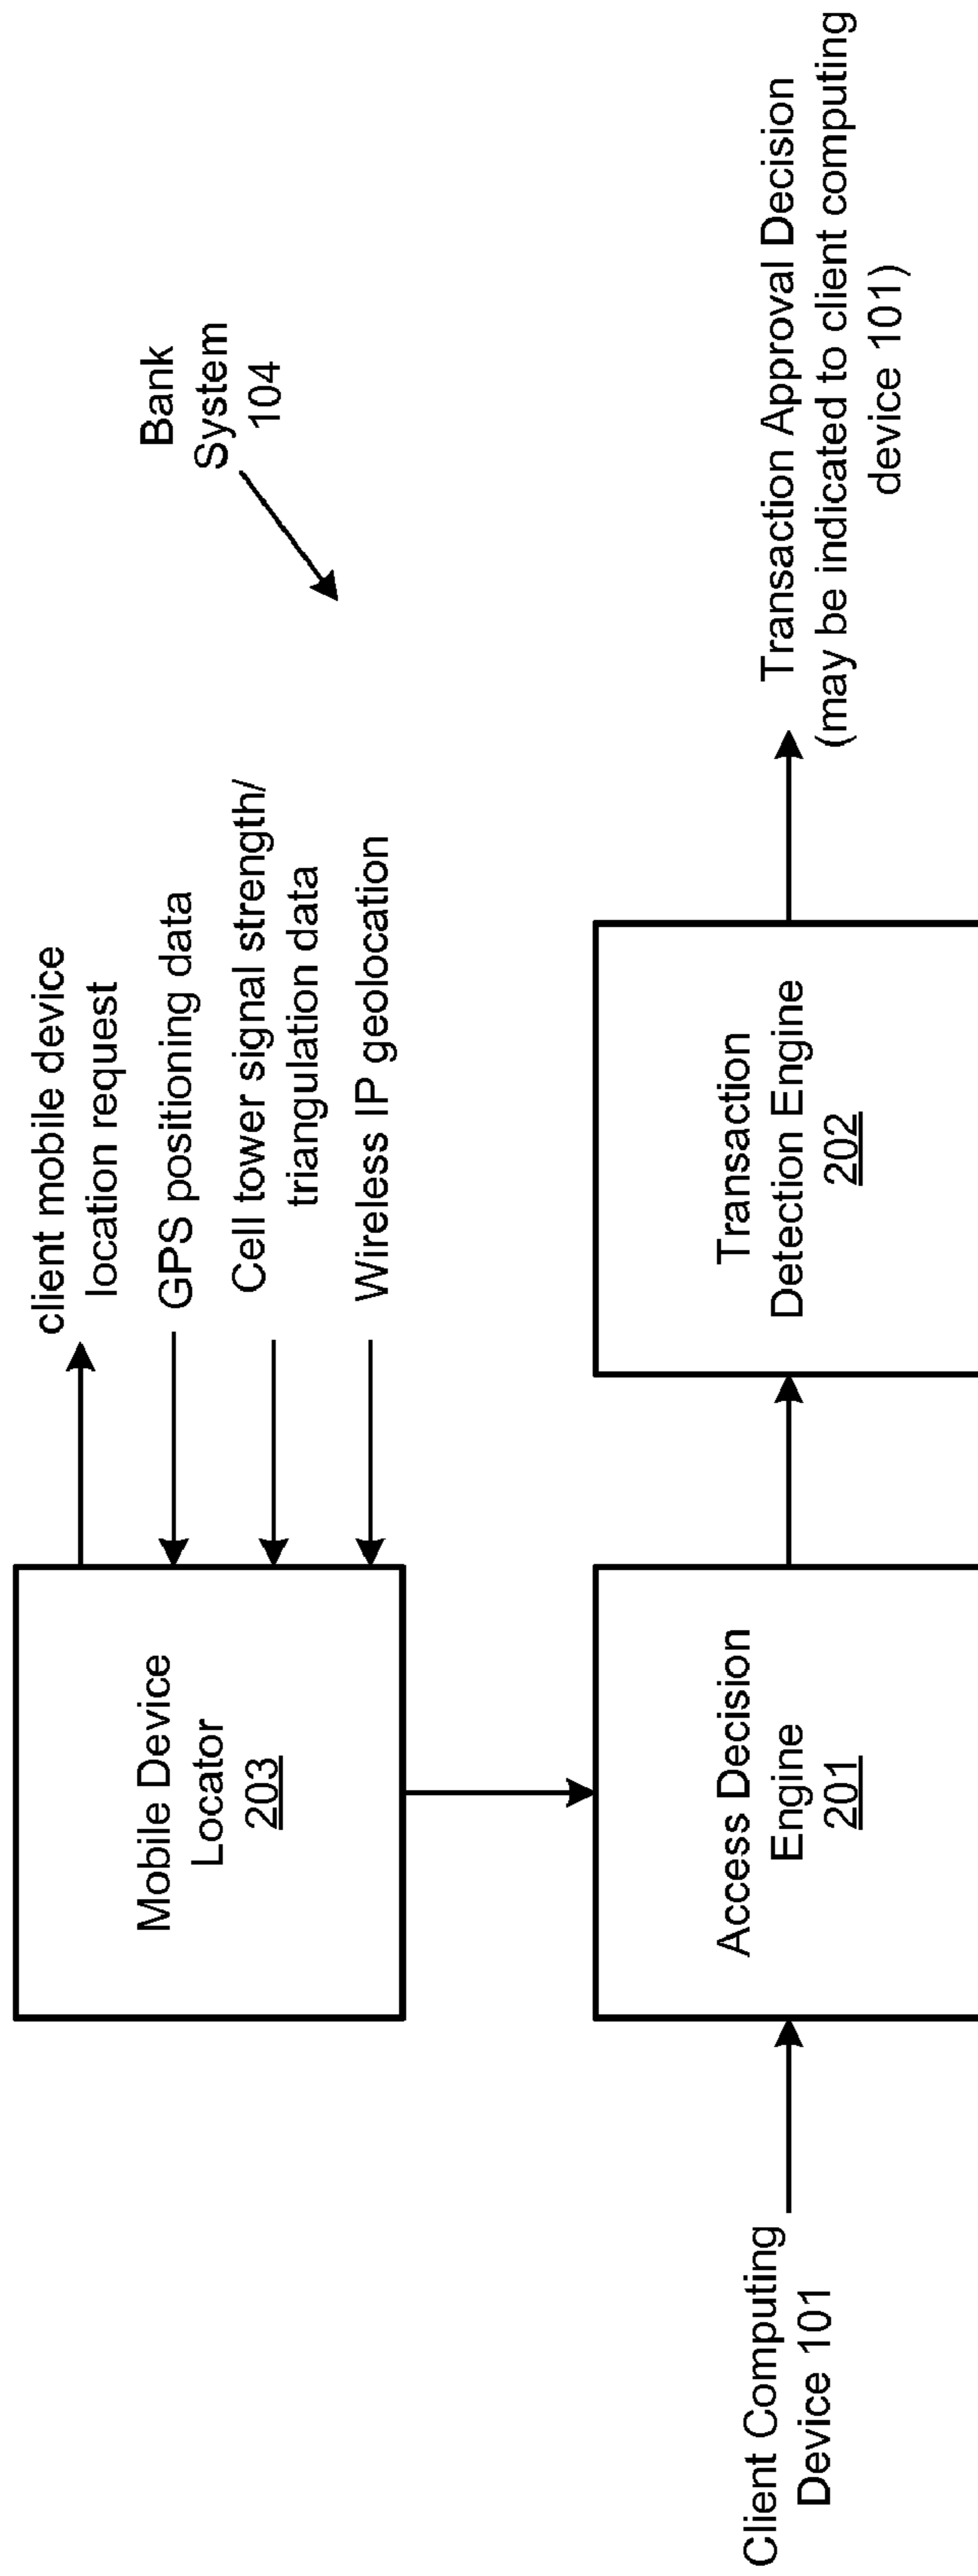 client mobile device
location request
GPS positioning data
Cell tower signal strength/
triangulation data
Wireless IP geolocation
Bank
System
104
Mobile Device
Locator
203
Client Computing
Device 101
Access Decision
Engine
201
Transaction
Detection Engine
202
Transaction Approval Decision
(may be indicated to client computing
device 101)